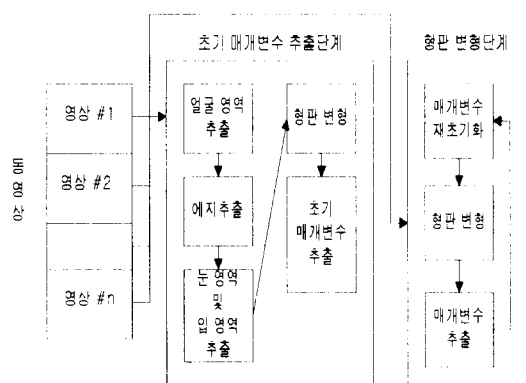 초기 매개변수 추출단계
형판 변형단계
동영상
영상 #1
영상 #2
영상 #n
얼굴 영역
추출
에지추출
눈 영역
및
입 영역
추출
형판 변형
초기
매개변수
추출
매개변수
재초기화
형판 변형
매개변수
추출